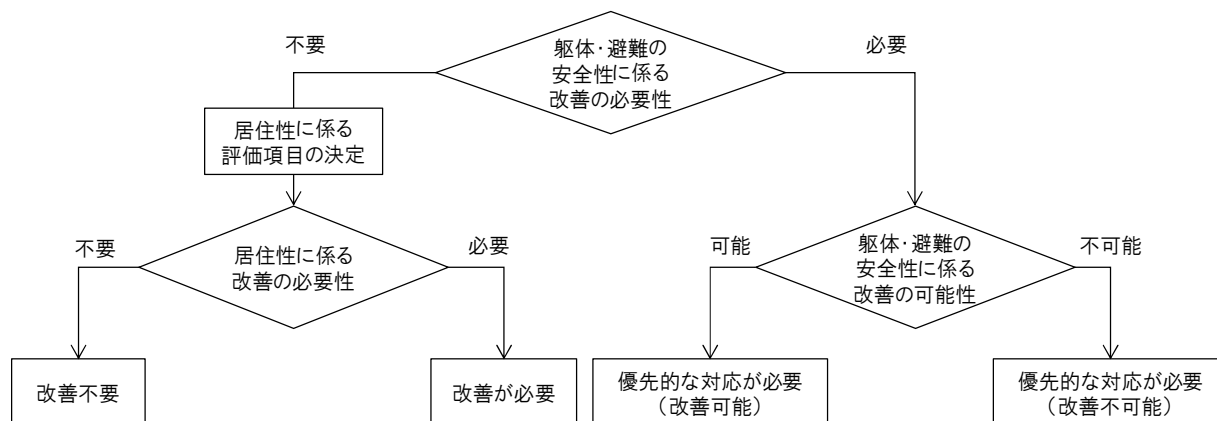 不要
躯体・避難の
安全性に係る
改善の必要性
必要
居住性に係る
評価項目の決定
不要
居住性に係る
改善の必要性
必要
可能
躯体・避難の
安全性に係る
改善の可能性
不可能
改善不要
改善が必要
優先的な対応が必要
（改善可能）
優先的な対応が必要
（改善不可能）